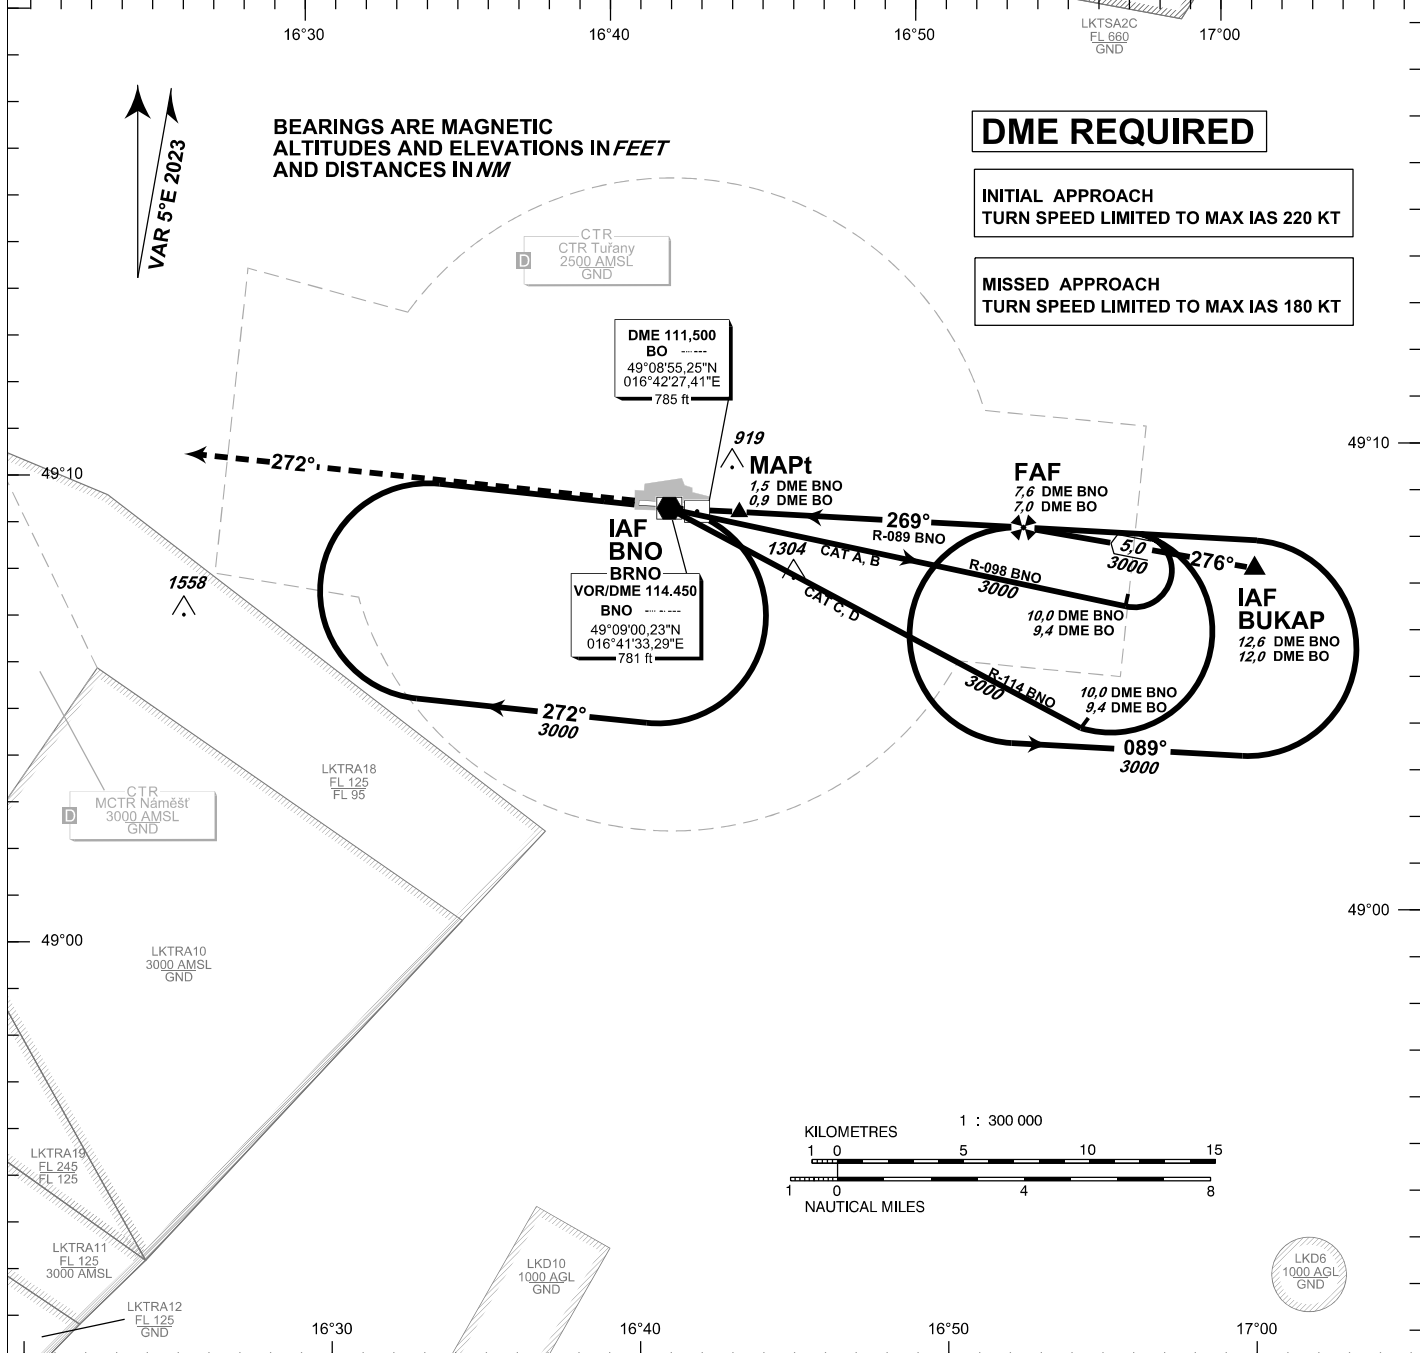 16°30
16°40
16°50
17°00
LKTSA2C
FL 660
GND
VAR 5°E 2023
BEARINGS ARE MAGNETIC
ALTITUDES AND ELEVATIONS IN FEET
AND DISTANCES IN NM
DME REQUIRED
INITIAL APPROACH
TURN SPEED LIMITED TO MAX IAS 220 KT
MISSED APPROACH
TURN SPEED LIMITED TO MAX IAS 180 KT
CTR
CTR Tuřany
D
2500 AMSL
GND
DME 111,500
BO
49°08'55,25"N
016°42'27,41"E
785 ft
919
MAPt
1,5 DME BNO
0,9 DME BO
FAF
7,6 DME BNO
7,0 DME BO
49°10
49°10
272°
269°
R-089 BNO
IAF
BNO
BRNO
VOR/DME 114.450
BNO
49°09'00,23"N
016°41'33,29"E
781 ft
1304
CAT A, B
CAT C, D
R-098 BNO
3000
5,0
3000
276°
IAF
BUKAP
12,6 DME BNO
12,0 DME BO
10,0 DME BNO
9,4 DME BO
1558
R-114 BNO
3000
10,0 DME BNO
9,4 DME BO
272°
3000
089°
3000
LKTRA18
FL 125
FL 95
CTR
MCTR Náměšť
D
3000 AMSL
GND
49°00
49°00
LKTRA10
3000 AMSL
GND
1 : 300 000
KILOMETRES
1 0 5 10 15
1 0 4 8
NAUTICAL MILES
LKTRA19
FL 245
FL 125
LKTRA11
FL 125
3000 AMSL
LKTRA12
FL 125
GND
LKD10
1000 AGL
GND
LKD6
1000 AGL
GND
16°30
16°40
16°50
17°00